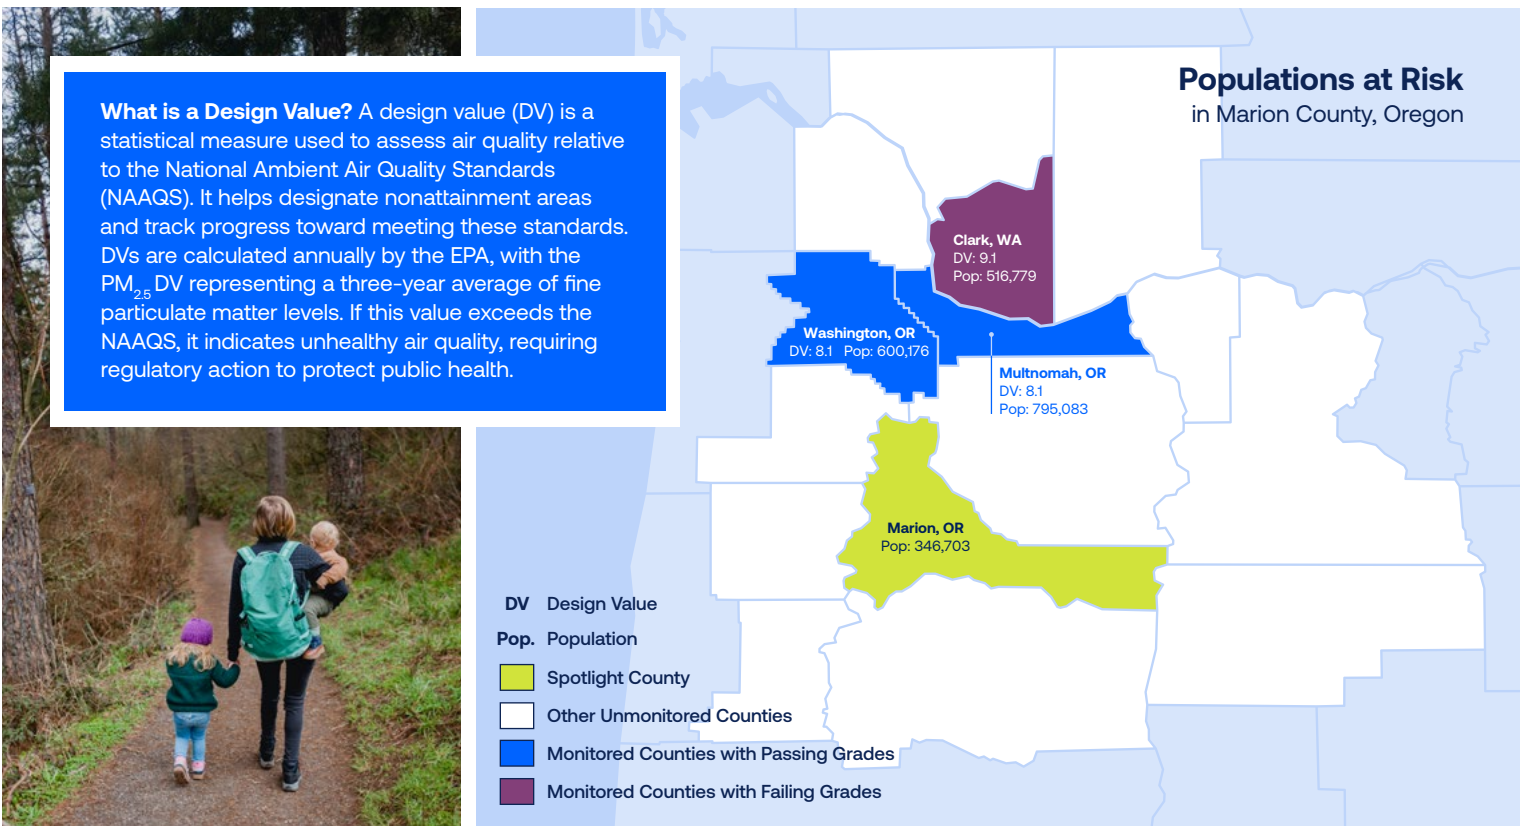 What is a Design Value? A design value (DV) is a
statistical measure used to assess air quality relative
to the National Ambient Air Quality Standards
(NAAQS). It helps designate nonattainment areas
and track progress toward meeting these standards.
DVs are calculated annually by the EPA, with the
PM2.5 DV representing a three-year average of fine
particulate matter levels. If this value exceeds the
NAAQS, it indicates unhealthy air quality, requiring
regulatory action to protect public health.
Populations at Risk
in Marion County, Oregon
Clark, WA
DV: 9.1
Pop: 516,779
Washington, OR
DV: 8.1 Pop: 600,176
Multnomah, OR
DV: 8.1
Pop: 795,083
Marion, OR
Pop: 346,703
DV Design Value
Pop. Population
Spotlight County
Other Unmonitored Counties
Monitored Counties with Passing Grades
Monitored Counties with Failing Grades